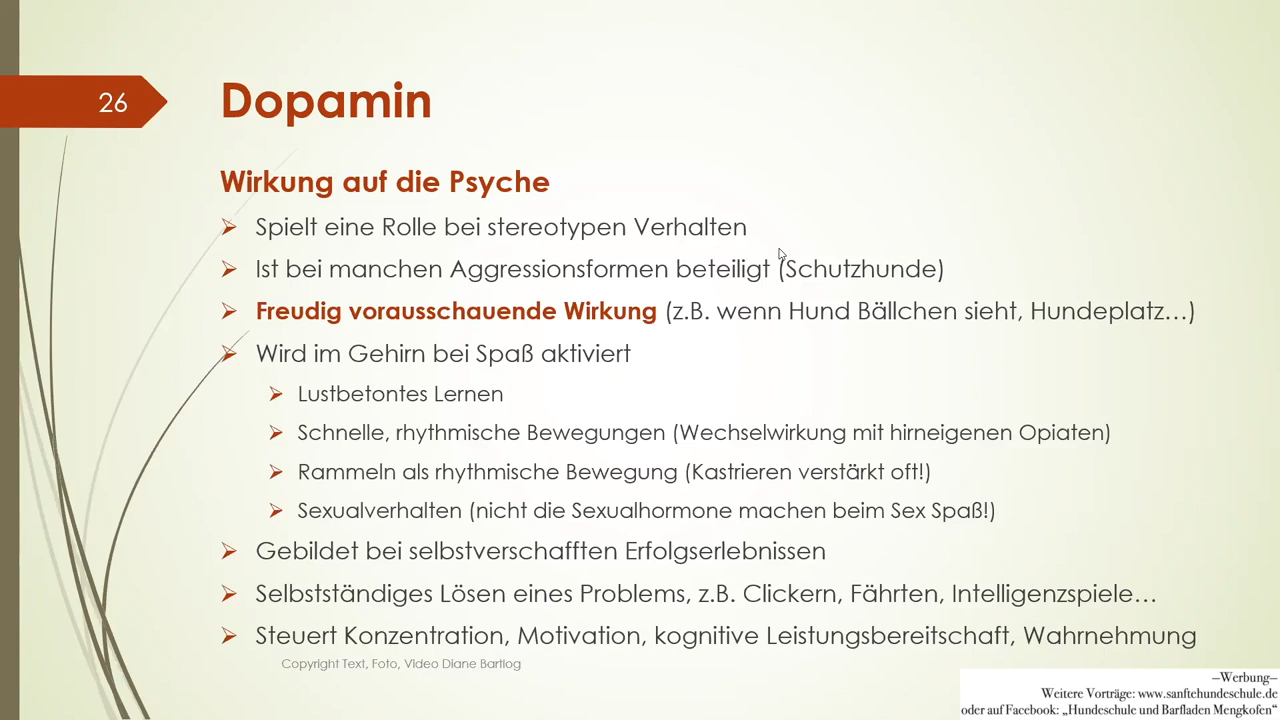 26
Dopamin
Wirkung auf die Psyche
Spielt eine Rolle bei stereotypen Verhalten
Ist bei manchen Aggressionsformen beteiligt (Schutzhunde)
Freudig vorausschauende Wirkung (z.B. wenn Hund Bällchen sieht, Hundeplatz…)
Wird im Gehirn bei Spaß aktiviert
Lustbetontes Lernen
Schnelle, rhythmische Bewegungen (Wechselwirkung mit hirneigenen Opiaten)
Rammeln als rhythmische Bewegung (Kastrieren verstärkt oft!)
Sexualverhalten (nicht die Sexualhormone machen beim Sex Spaß!)
Gebildet bei selbstverschafften Erfolgserlebnissen
Selbstständiges Lösen eines Problems, z.B. Clickern, Fährten, Intelligenzspiele…
Steuert Konzentration, Motivation, kognitive Leistungsbereitschaft, Wahrnehmung
Copyright Text, Foto, Video Diane Bartlog
—Werbung—
Weitere Vorträge: www.sanftehundeschule.de
oder auf Facebook: „Hundeschule und Barfladen Mengkofen“